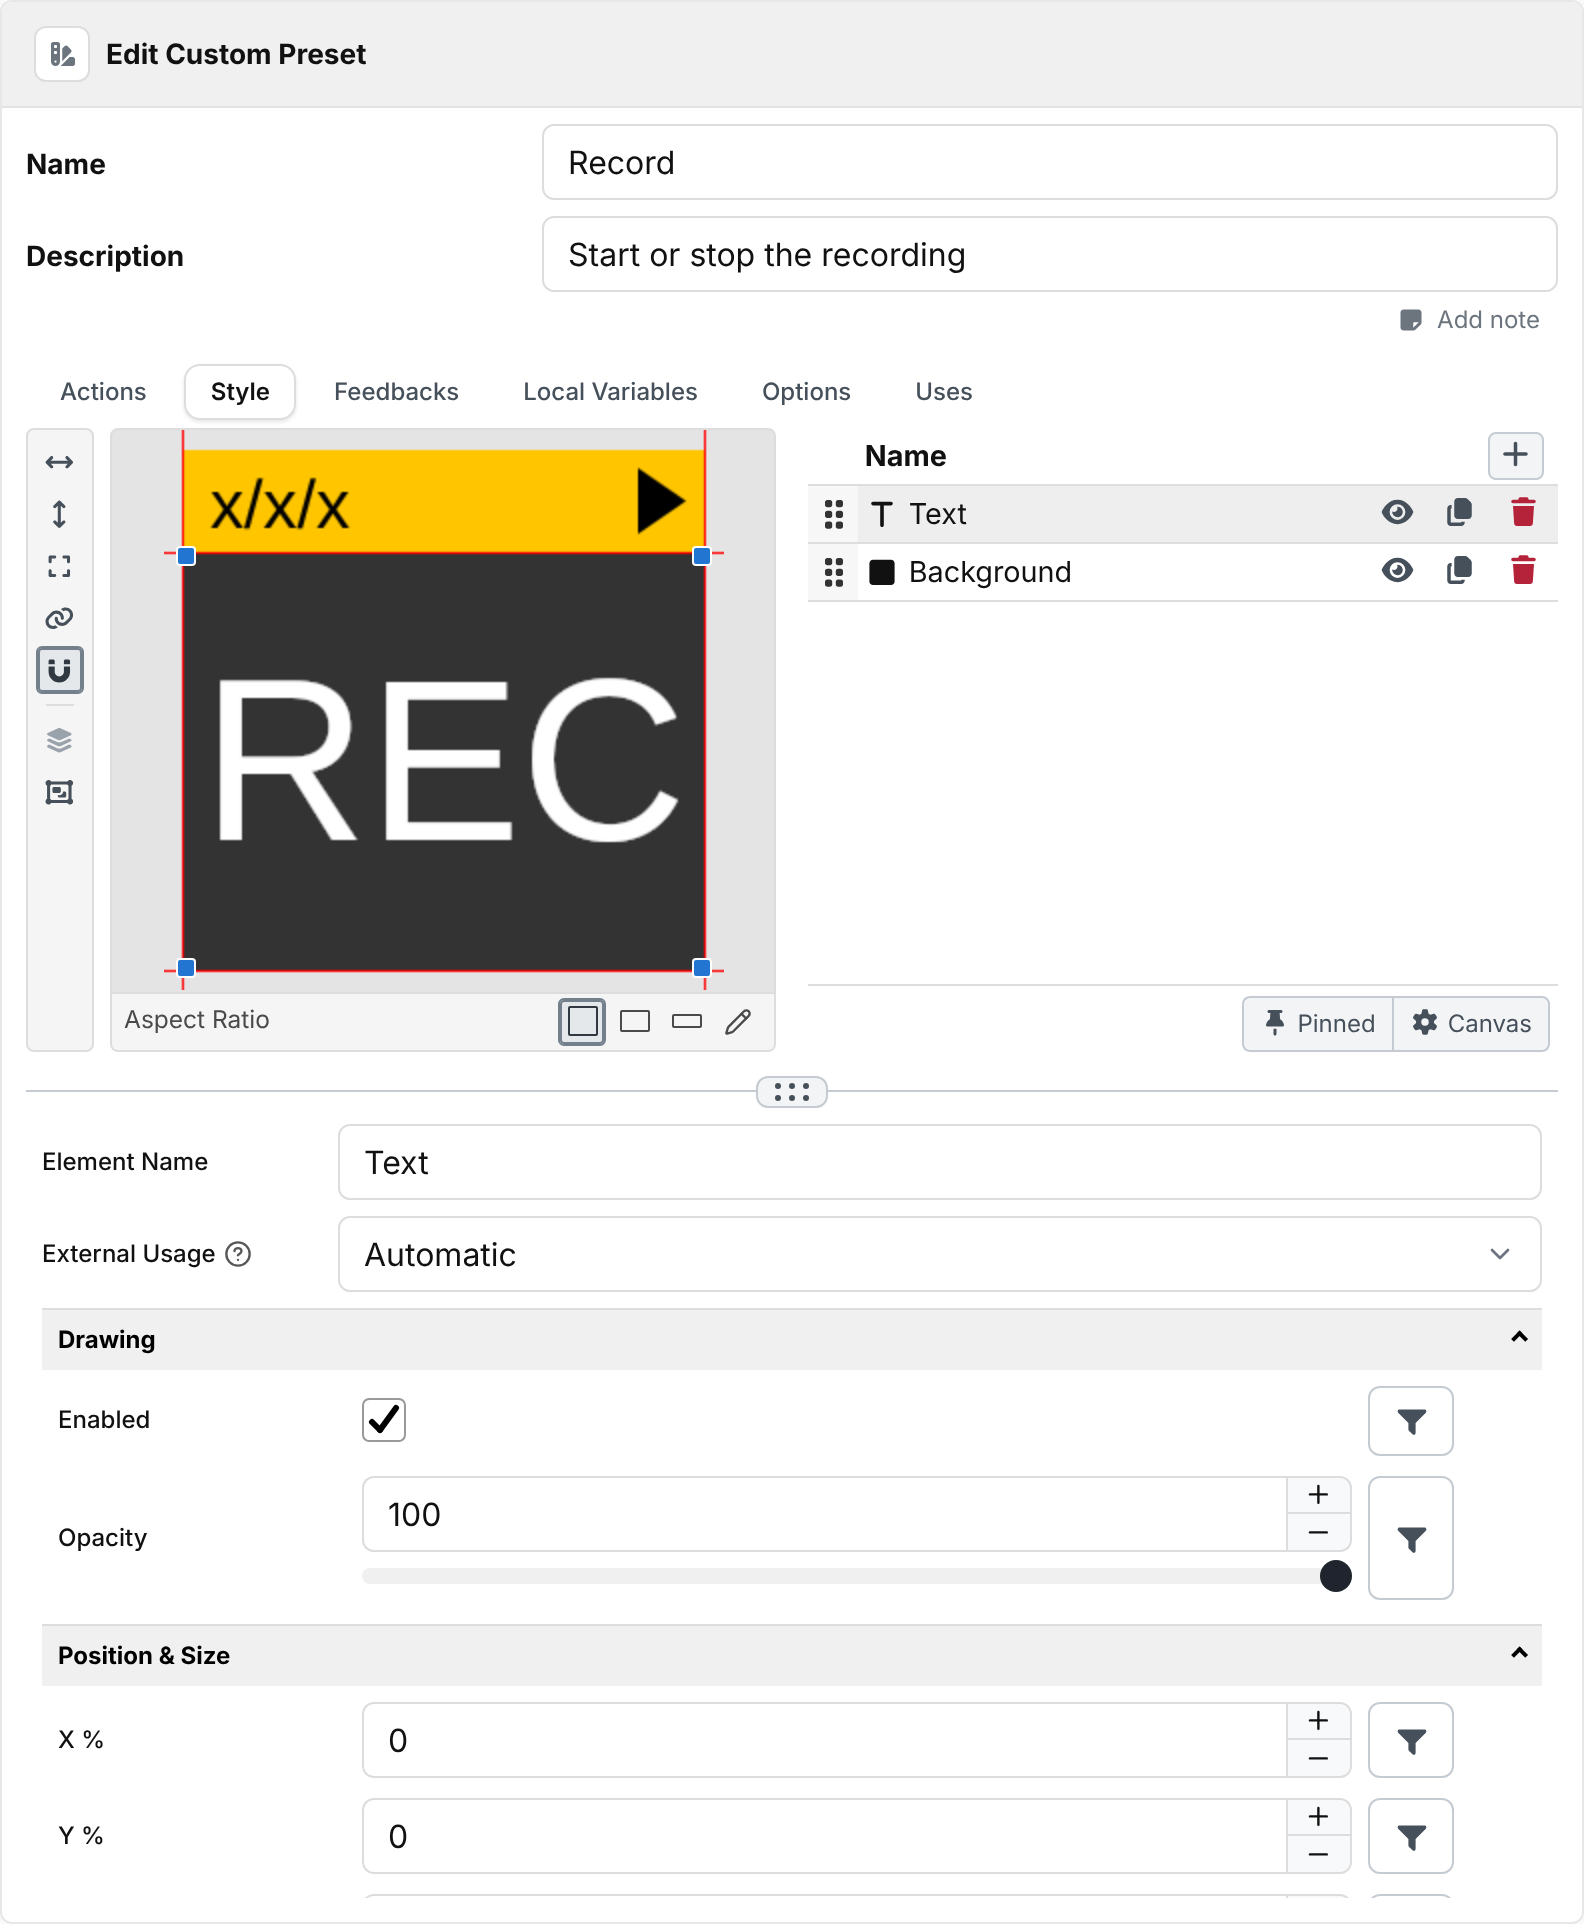 Edit Custom Preset
Name
Record
Description
Start or stop the recording
Add note
Actions
Style
Feedbacks
Local Variables
Options
Uses
x/x/x
REC
Aspect Ratio
Name
Text
Background
Pinned
Canvas
Element Name
Text
External Usage
Automatic
Drawing
Enabled
Opacity
100
Position & Size
X %
0
Y %
0